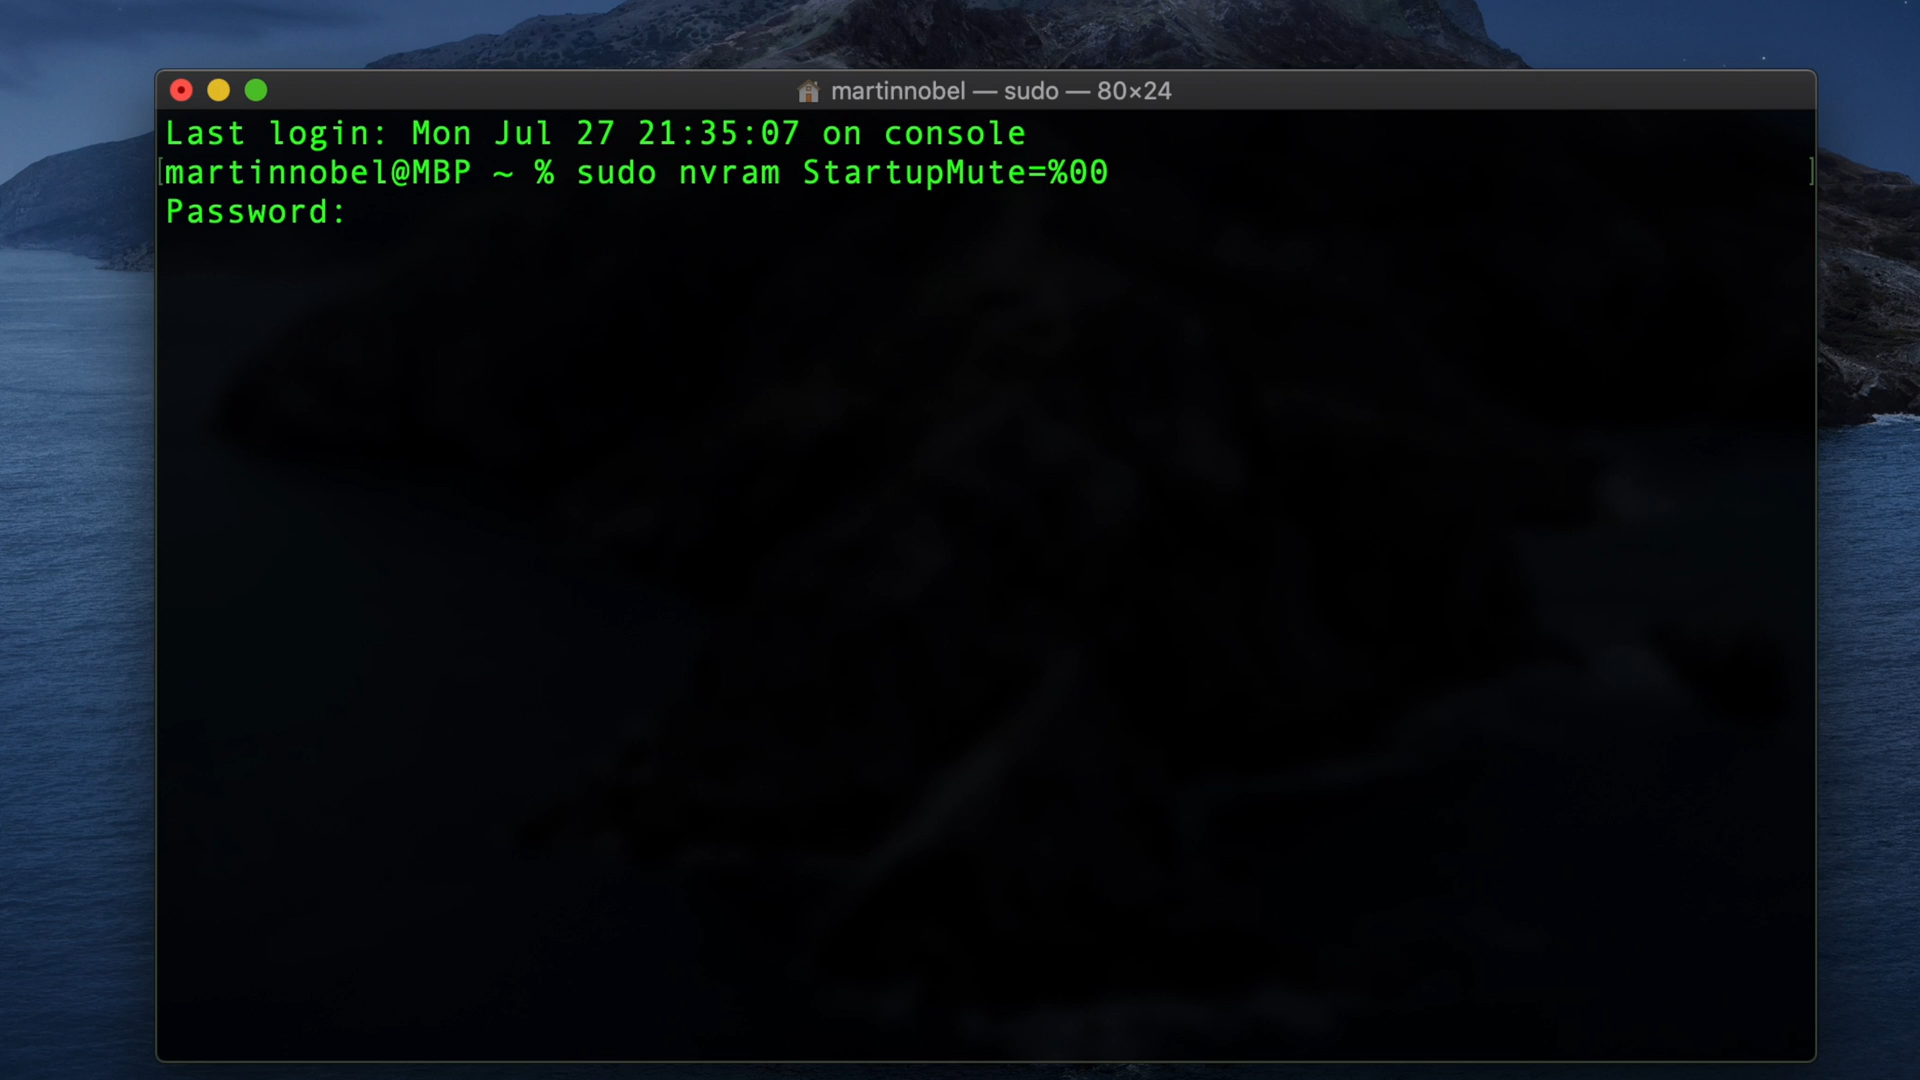 martinnobel — sudo — 80×24
Last login: Mon Jul 27 21:35:07 on console
[martinnobel@MBP ~ % sudo nvram StartupMute=%00 ]
Password: